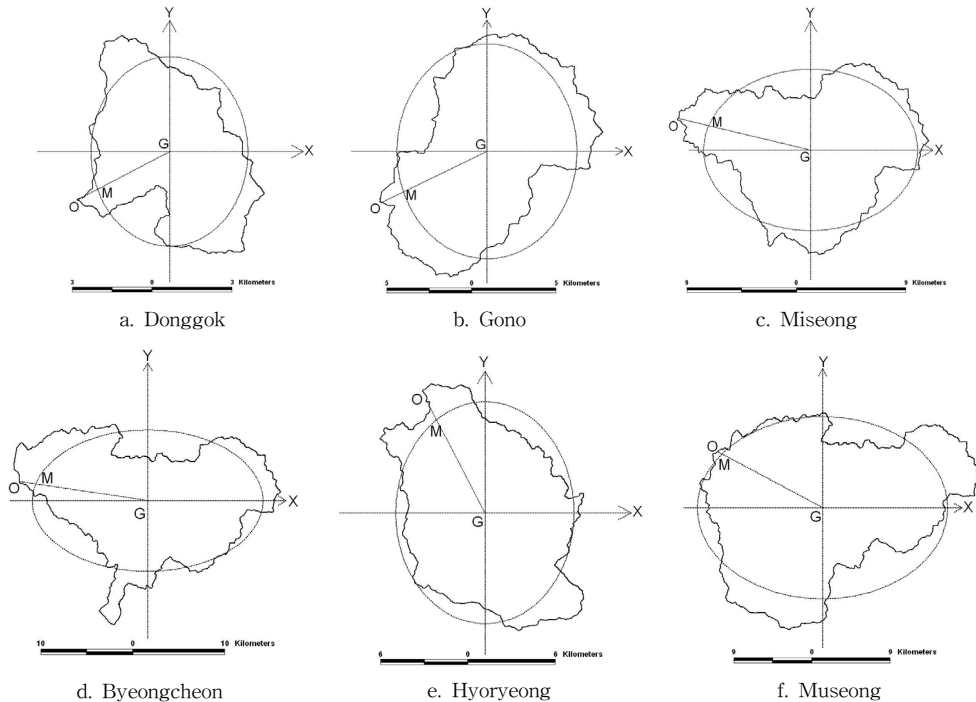 Y
G
X
M
O
3 0 3 Kilometers
a. Donggok
Y
G
X
M
O
5 0 5 Kilometers
b. Gono
Y
O
M
G
X
9 0 9 Kilometers
c. Miseong
Y
M
O
G
X
10 0 10 Kilometers
d. Byeongcheon
Y
O
M
G
X
6 0 6 Kilometers
e. Hyoryeong
Y
O
M
G
X
9 0 9 Kilometers
f. Museong